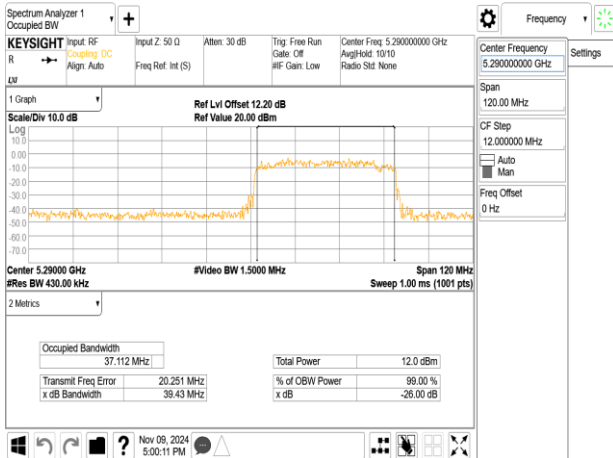 Spectrum Analyzer 1
Occupied BW
KEYSIGHT
R
LXI
Input: RF
Coupling: DC
Align: Auto
Input Z: 50 Ω
Freq Ref: Int (S)
Atten: 30 dB
Trig: Free Run
Gate: Off
#IF Gain: Low
Center Freq: 5.290000000 GHz
Avg|Hold: 10/10
Radio Std: None
1 Graph
Scale/Div 10.0 dB
Ref Lvl Offset 12.20 dB
Ref Value 20.00 dBm
Log
10.0
0.00
-10.0
-20.0
-30.0
-40.0
-50.0
-60.0
-70.0
Center 5.29000 GHz
#Video BW 1.5000 MHz
Span 120 MHz
#Res BW 430.00 kHz
Sweep 1.00 ms (1001 pts)
2 Metrics
Occupied Bandwidth
37.112 MHz
Total Power 12.0 dBm
Transmit Freq Error 20.251 MHz
% of OBW Power 99.00 %
x dB Bandwidth 39.43 MHz
x dB -26.00 dB
Nov 09, 2024
5:00:11 PM
Frequency
Settings
Center Frequency
5.290000000 GHz
Span
120.00 MHz
CF Step
12.000000 MHz
Auto
Man
Freq Offset
0 Hz